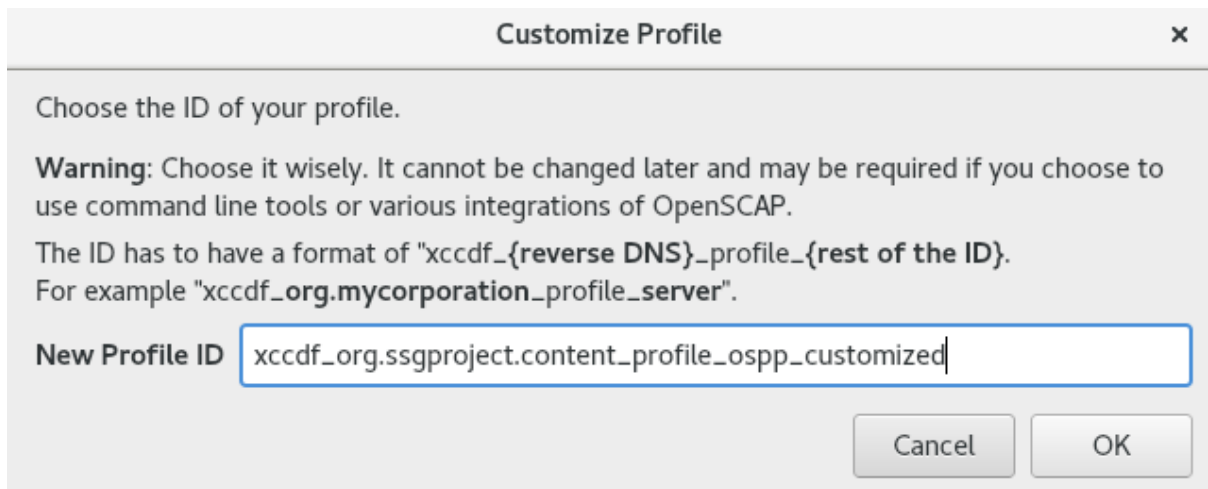 Customize Profile ×
Choose the ID of your profile.
Warning: Choose it wisely. It cannot be changed later and may be required if you choose to
use command line tools or various integrations of OpenSCAP.
The ID has to have a format of "xccdf_{reverse DNS}_profile_{rest of the ID}.
For example "xccdf_org.mycorporation_profile_server".
New Profile ID xccdf_org.ssgproject.content_profile_ospp_customized
Cancel OK